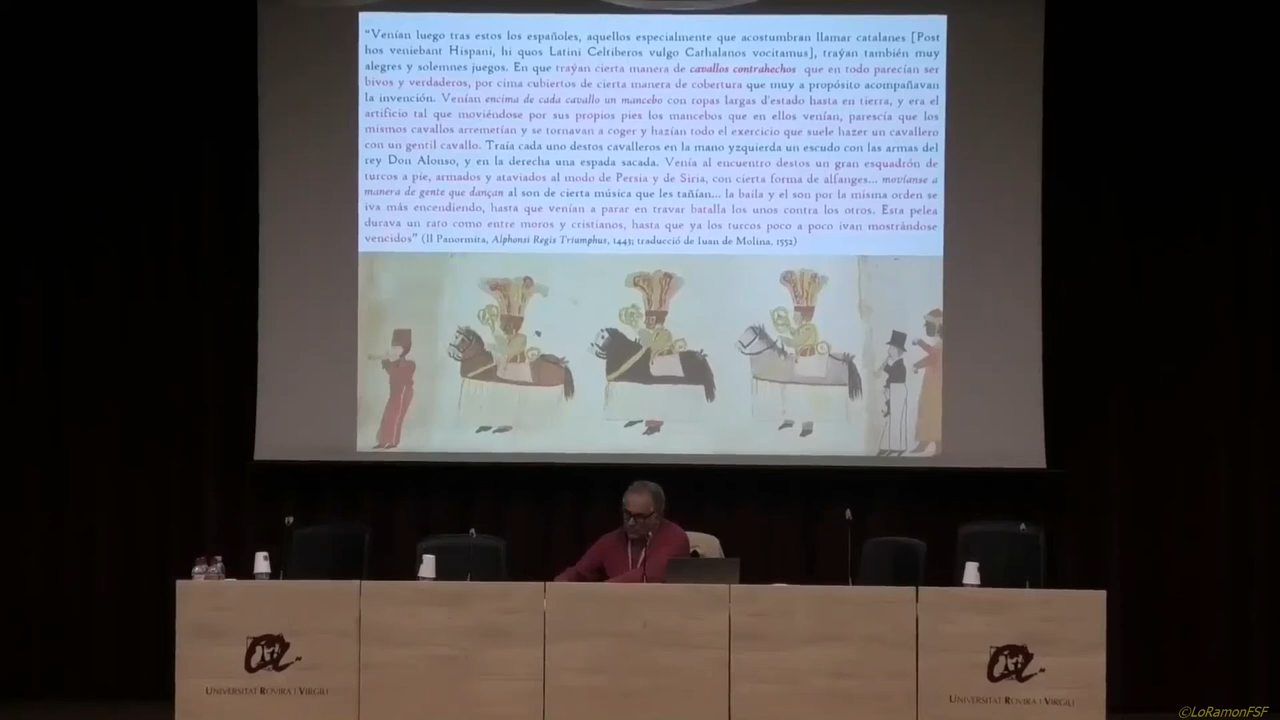 “Venían luego tras estos los españoles, aquellos especialmente que acostumbran llamar catalanes [Post
hos veniebant Hispani, hi quos Latini Celtiberos vulgo Cathalanos vocitamus], traýan también muy
alegres y solemnes juegos. En que traýan cierta manera de cavallos contrahechos que en todo parecían ser
bivos y verdaderos, por cima cubiertos de cierta manera de cobertura que muy a propósito acompañavan
la invención. Venían encima de cada cavallo un mancebo con ropas largas d'estado hasta en tierra, y era el
artificio tal que moviéndose por sus propios pies los mancebos que en ellos venían, parescía que los
mismos cavallos arremetían y se tornavan a coger y hazían todo el exercicio que suele hazer un cavallero
con un gentil cavallo. Traía cada uno destos cavalleros en la mano yzquierda un escudo con las armas del
rey Don Alonso, y en la derecha una espada sacada. Venía al encuentro destos un gran esquadrón de
turcos a pie, armados y ataviados al modo de Persia y de Siria, con cierta forma de alfanges... movíanse a
manera de gente que dançan al son de cierta música que les tañían... la baila y el son por la misma orden se
iva más encendiendo, hasta que venían a parar en travar batalla los unos contra los otros. Esta pelea
durava un rato como entre moros y cristianos, hasta que ya los turcos poco a poco ivan mostrándose
vencidos” (Il Panormita, Alphonsi Regis Triumphus, 1443; traducció de Juan de Molina, 1552)
UNIVERSITAT ROVIRA I VIRGILI
UNIVERSITAT ROVIRA I VIRGILI
©LoRamonFSF